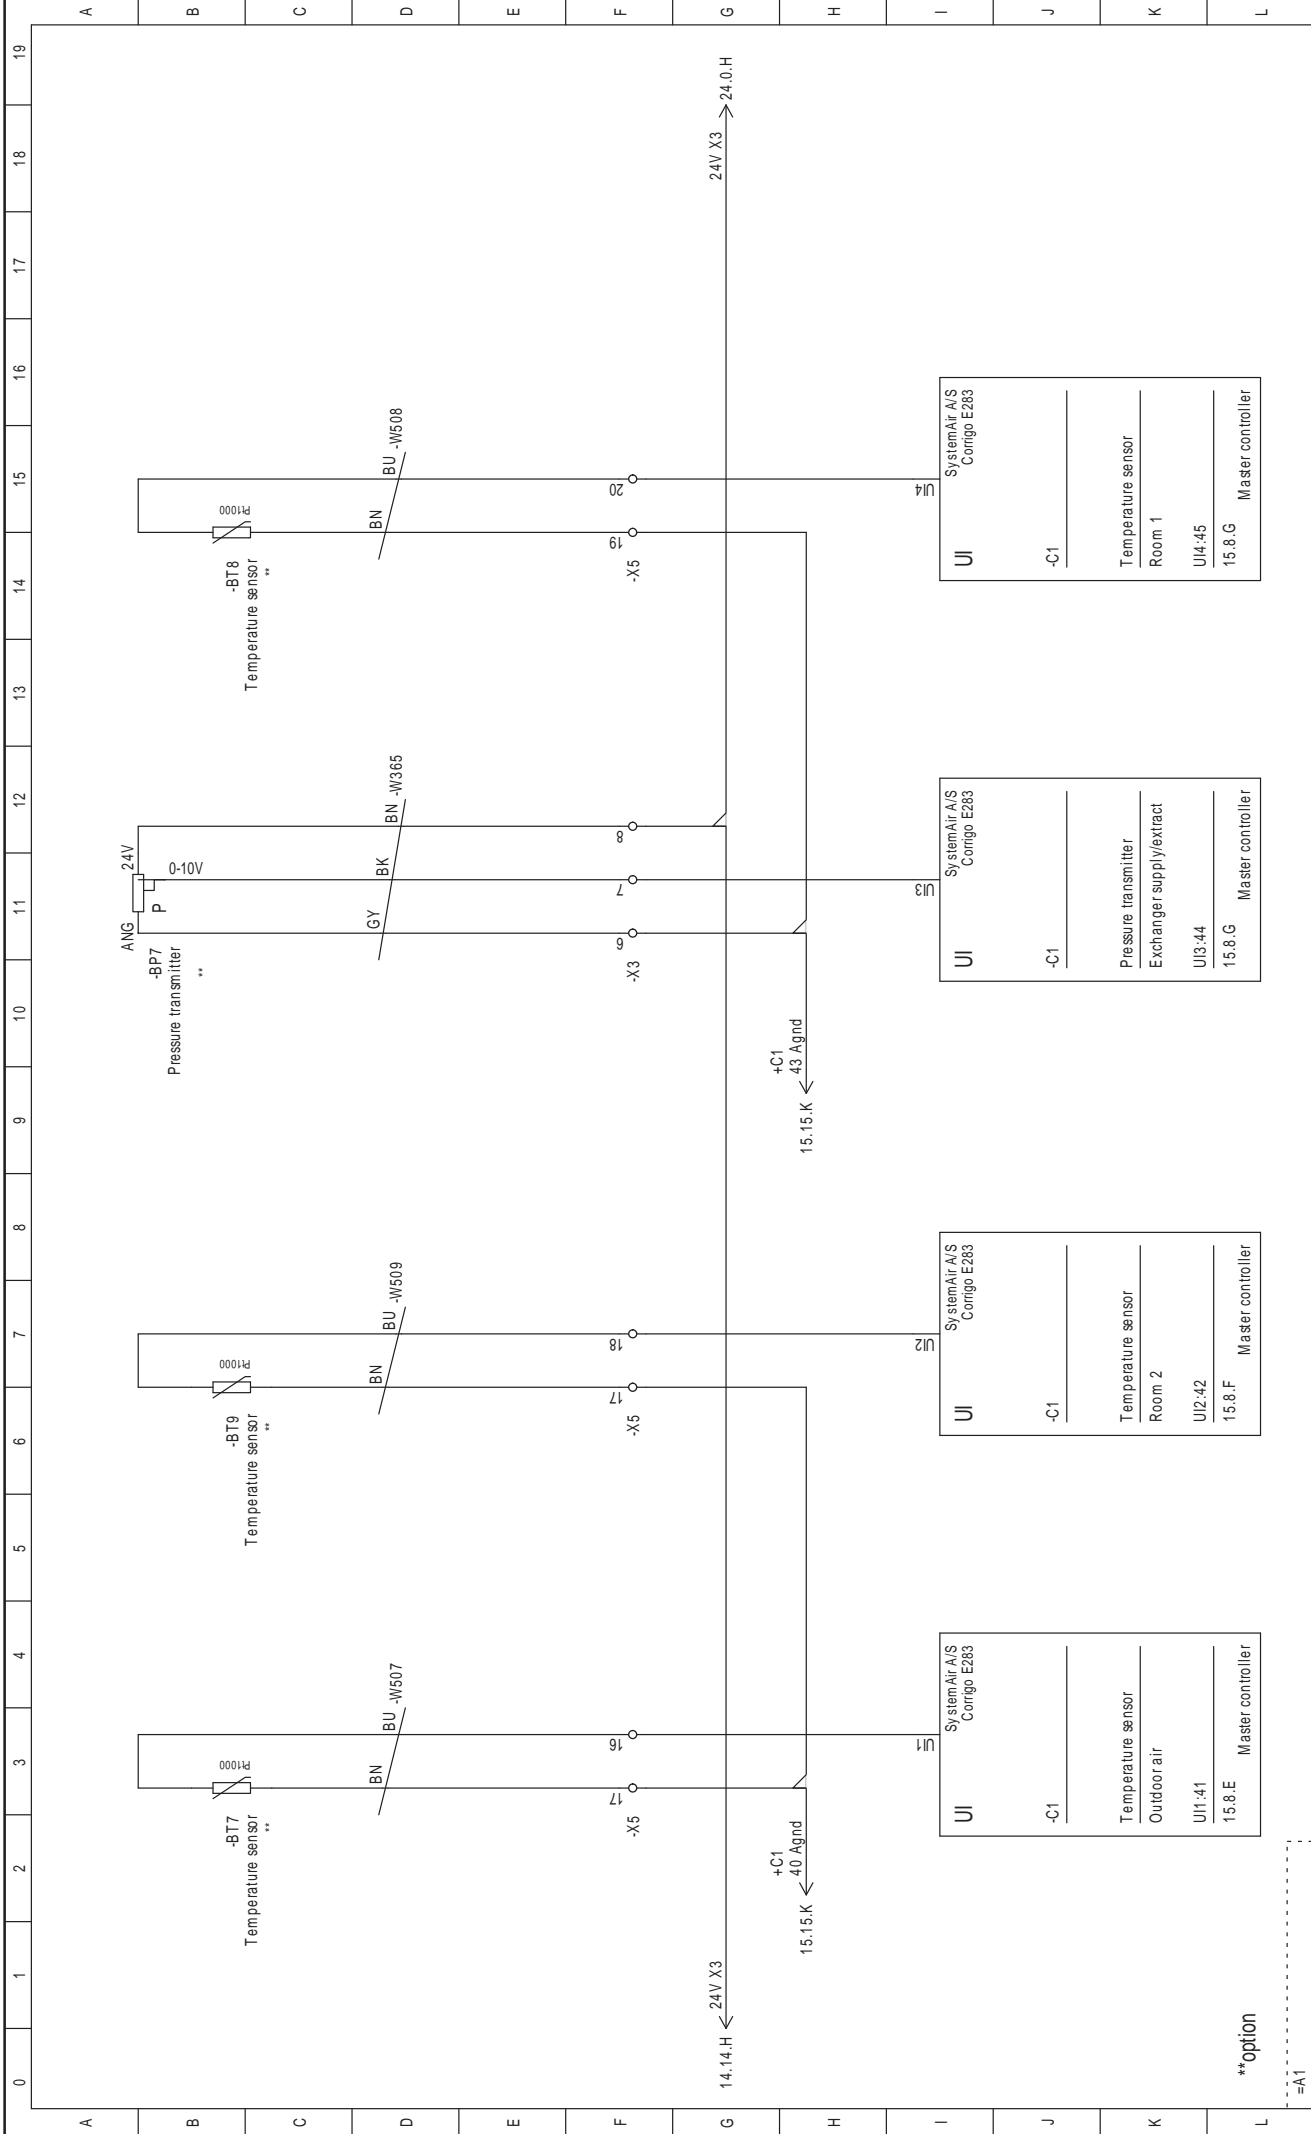 0 1 2 3 4 5 6 7 8 9 10 11 12 13 14 15 16 17 18 19
A A
B B
C C
D D
E E
F F
G G
H H
I I
J J
K K
L L
-BT7
Temperature sensor
**
Pt1000
BN BU -W507
-X5 17 16
-BT9
Temperature sensor
**
Pt1000
BN BU -W509
-X5 17 18
ANG 24V
P 0-10V
-BP7
Pressure transmitter
**
GY BK BN -W365
-X3 6 7 8
-BT8
Temperature sensor
**
Pt1000
BN BU -W508
-X5 19 20
14.14.H 24V X3
24V X3 24.0.H
+C1
40 Agnd
15.15.K
+C1
43 Agnd
15.15.K
UI1
UI
SystemAir A/S
Corrigo E283
-C1
Temperature sensor
Outdoor air
UI1:41
15.8.E
Master controller
UI2
UI
SystemAir A/S
Corrigo E283
-C1
Temperature sensor
Room 2
UI2:42
15.8.F
Master controller
UI3
UI
SystemAir A/S
Corrigo E283
-C1
Pressure transmitter
Exchanger supply/extract
UI3:44
15.8.G
Master controller
UI4
UI
SystemAir A/S
Corrigo E283
-C1
Temperature sensor
Room 1
UI4:45
15.8.G
Master controller
**option
=A1